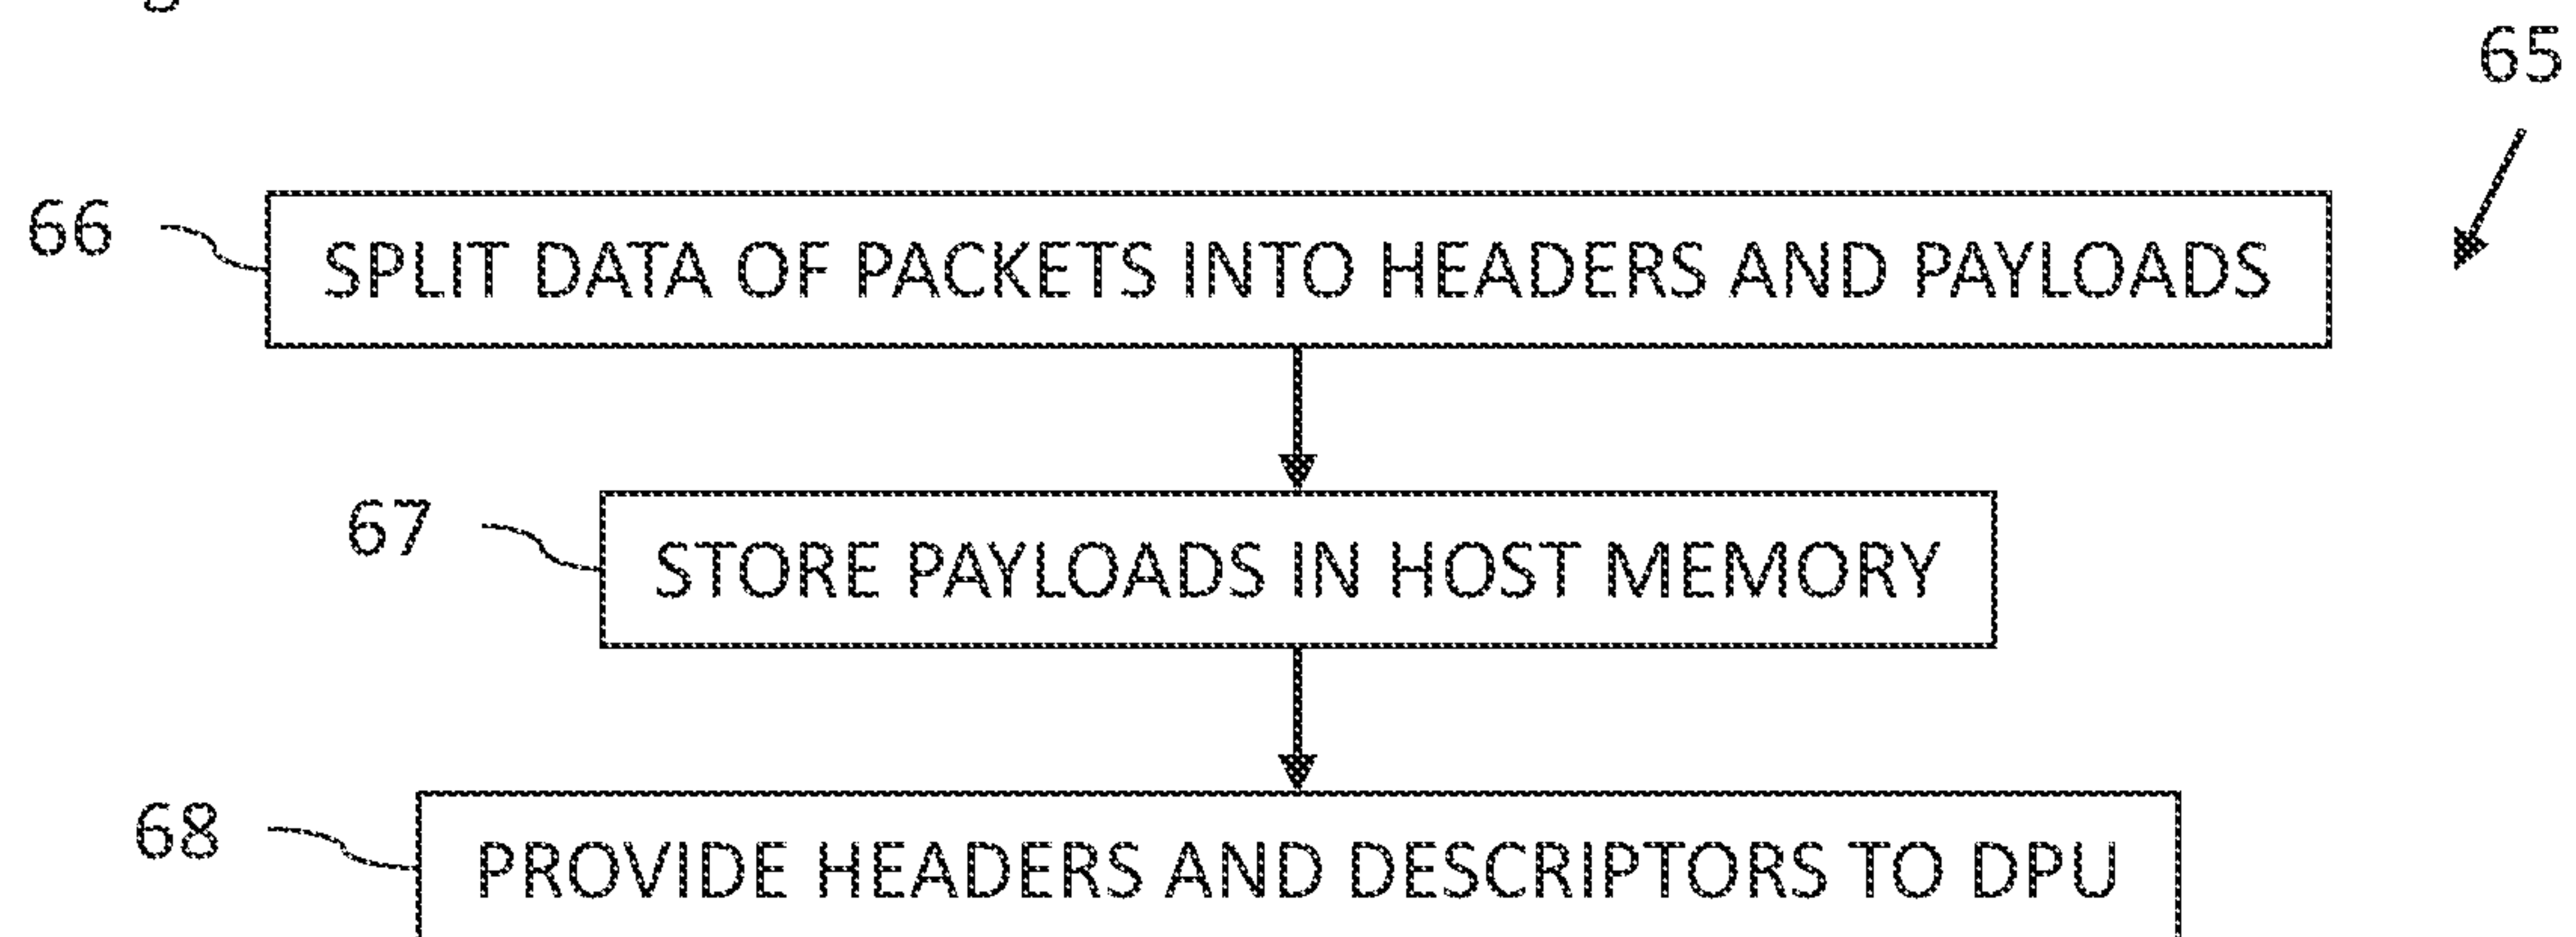 65
66
SPLIT DATA OF PACKETS INTO HEADERS AND PAYLOADS
67
STORE PAYLOADS IN HOST MEMORY
68
PROVIDE HEADERS AND DESCRIPTORS TO DPU